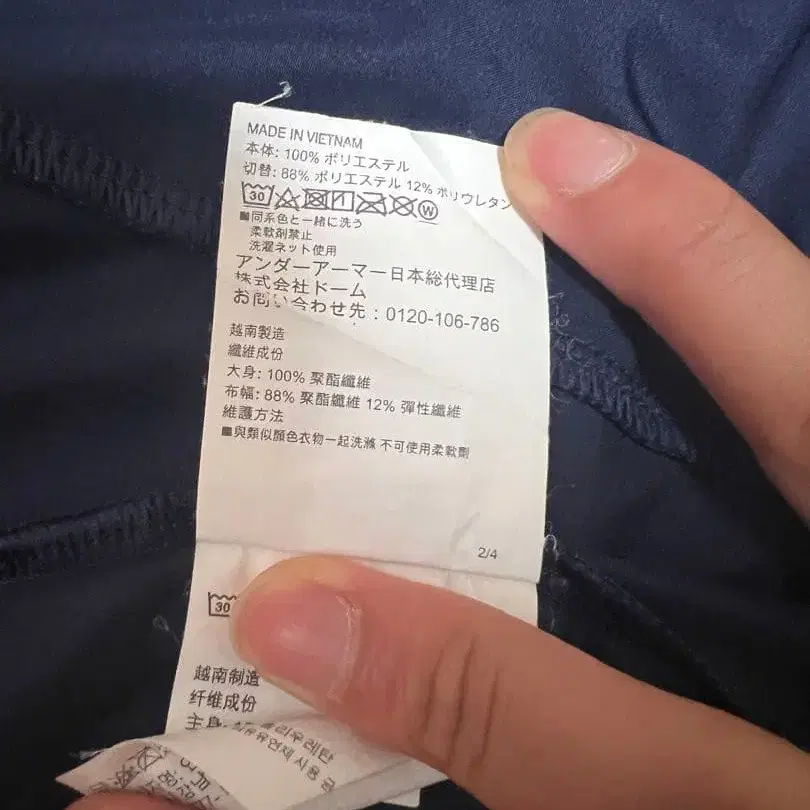 MADE IN VIETNAM
本体: 100% ポリエステル
切替: 88% ポリエステル 12% ポリウレタン
30 W
■同系色と一緒に洗う
柔軟剤禁止
洗濯ネット使用
アンダーアーマー日本総代理店
株式会社ドーム
お問い合わせ先：0120-106-786
越南製造
纖維成份
大身: 100% 聚酯纖維
布幅: 88% 聚酯纖維 12% 彈性纖維
維護方法
■與類似顏色衣物一起洗滌 不可使用柔軟劑
2/4
30
越南制造
纤维成份
主身: